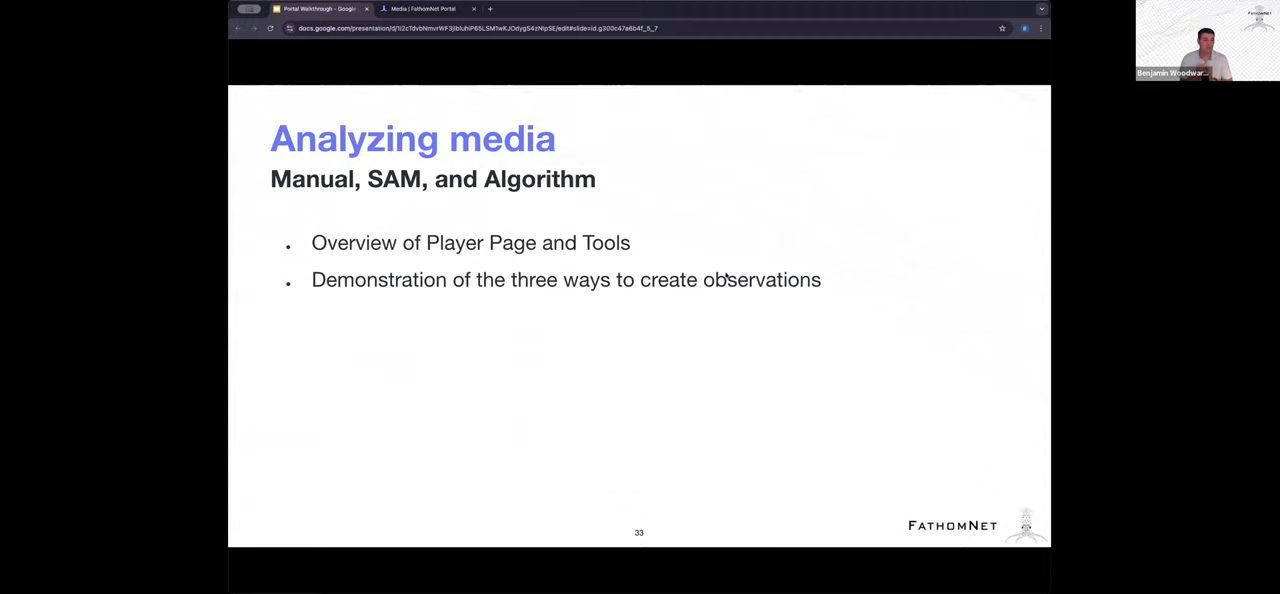 Portal Walkthrough - Google
Media | FathomNet Portal
Analyzing media
Manual, SAM, and Algorithm
• Overview of Player Page and Tools
• Demonstration of the three ways to create observations
33
FATHOMNET
FATHOMNET
Benjamin Woodwar...